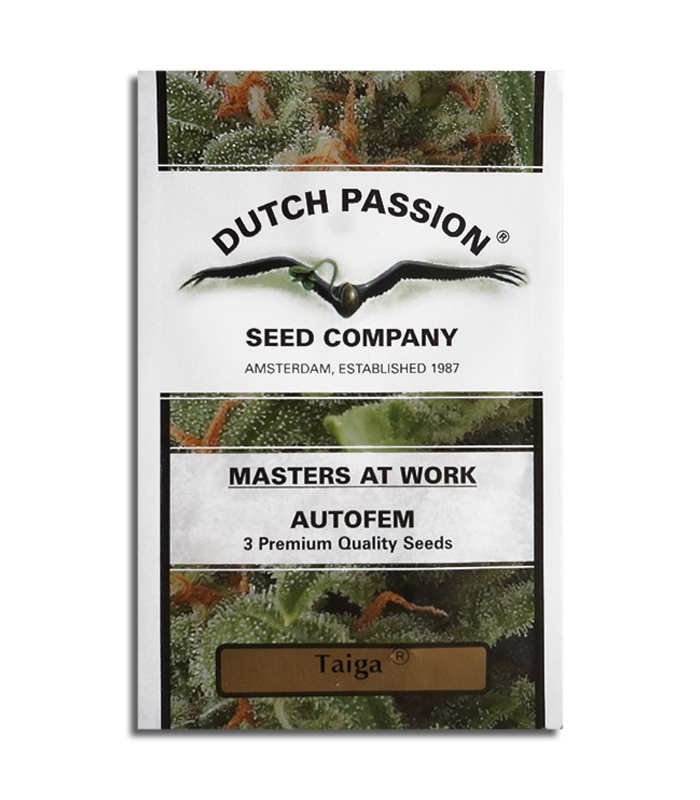 DUTCH PASSION®
SEED COMPANY
AMSTERDAM, ESTABLISHED 1987
MASTERS AT WORK
AUTOFEM
3 Premium Quality Seeds
Taiga®